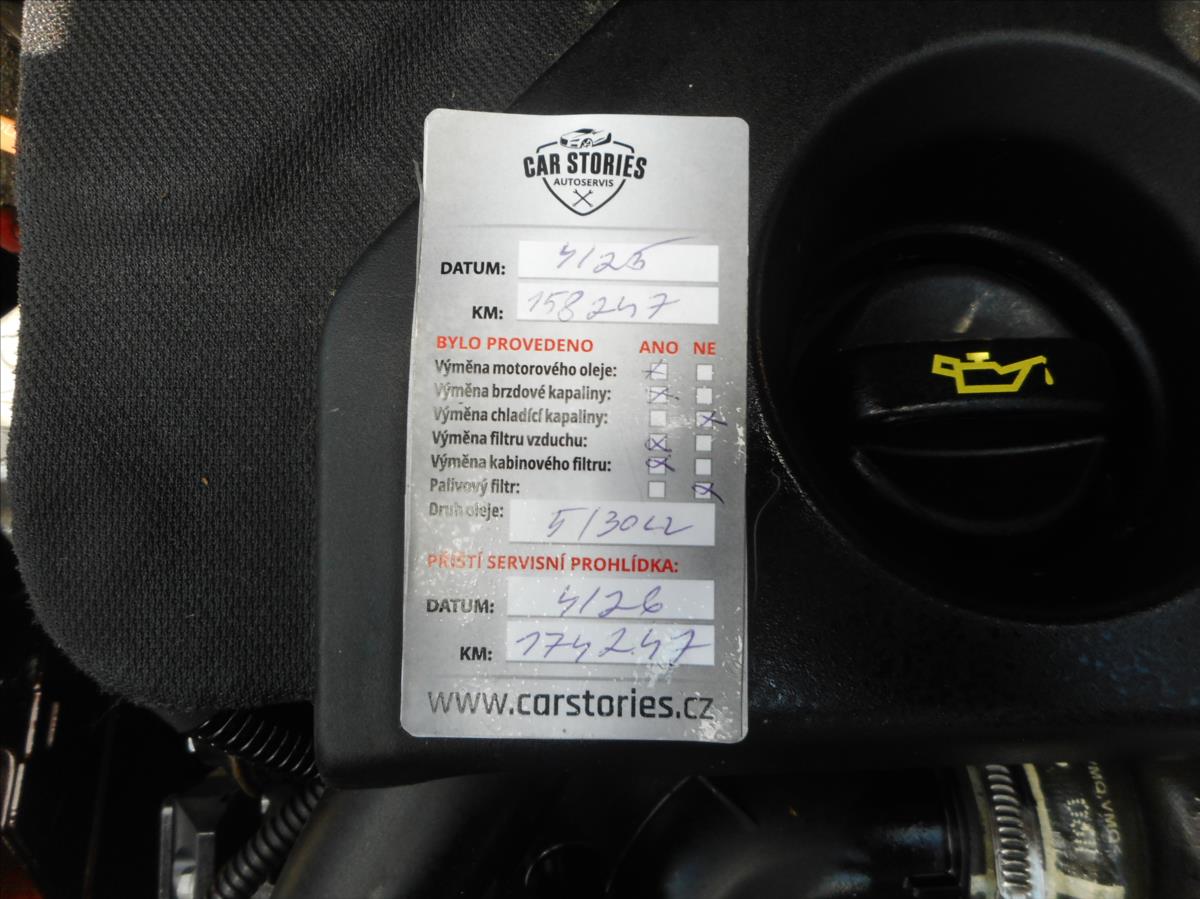 CAR STORIES
AUTOSERVIS
DATUM: 4/25
KM: 158247
BYLO PROVEDENO ANO NE
Výměna motorového oleje:
Výměna brzdové kapaliny:
Výměna chladící kapaliny:
Výměna filtru vzduchu:
Výměna kabinového filtru:
Palivový filtr:
Druh oleje: 5/30
PŘÍŠTÍ SERVISNÍ PROHLÍDKA:
DATUM: 4/26
KM: 174247
www.carstories.cz